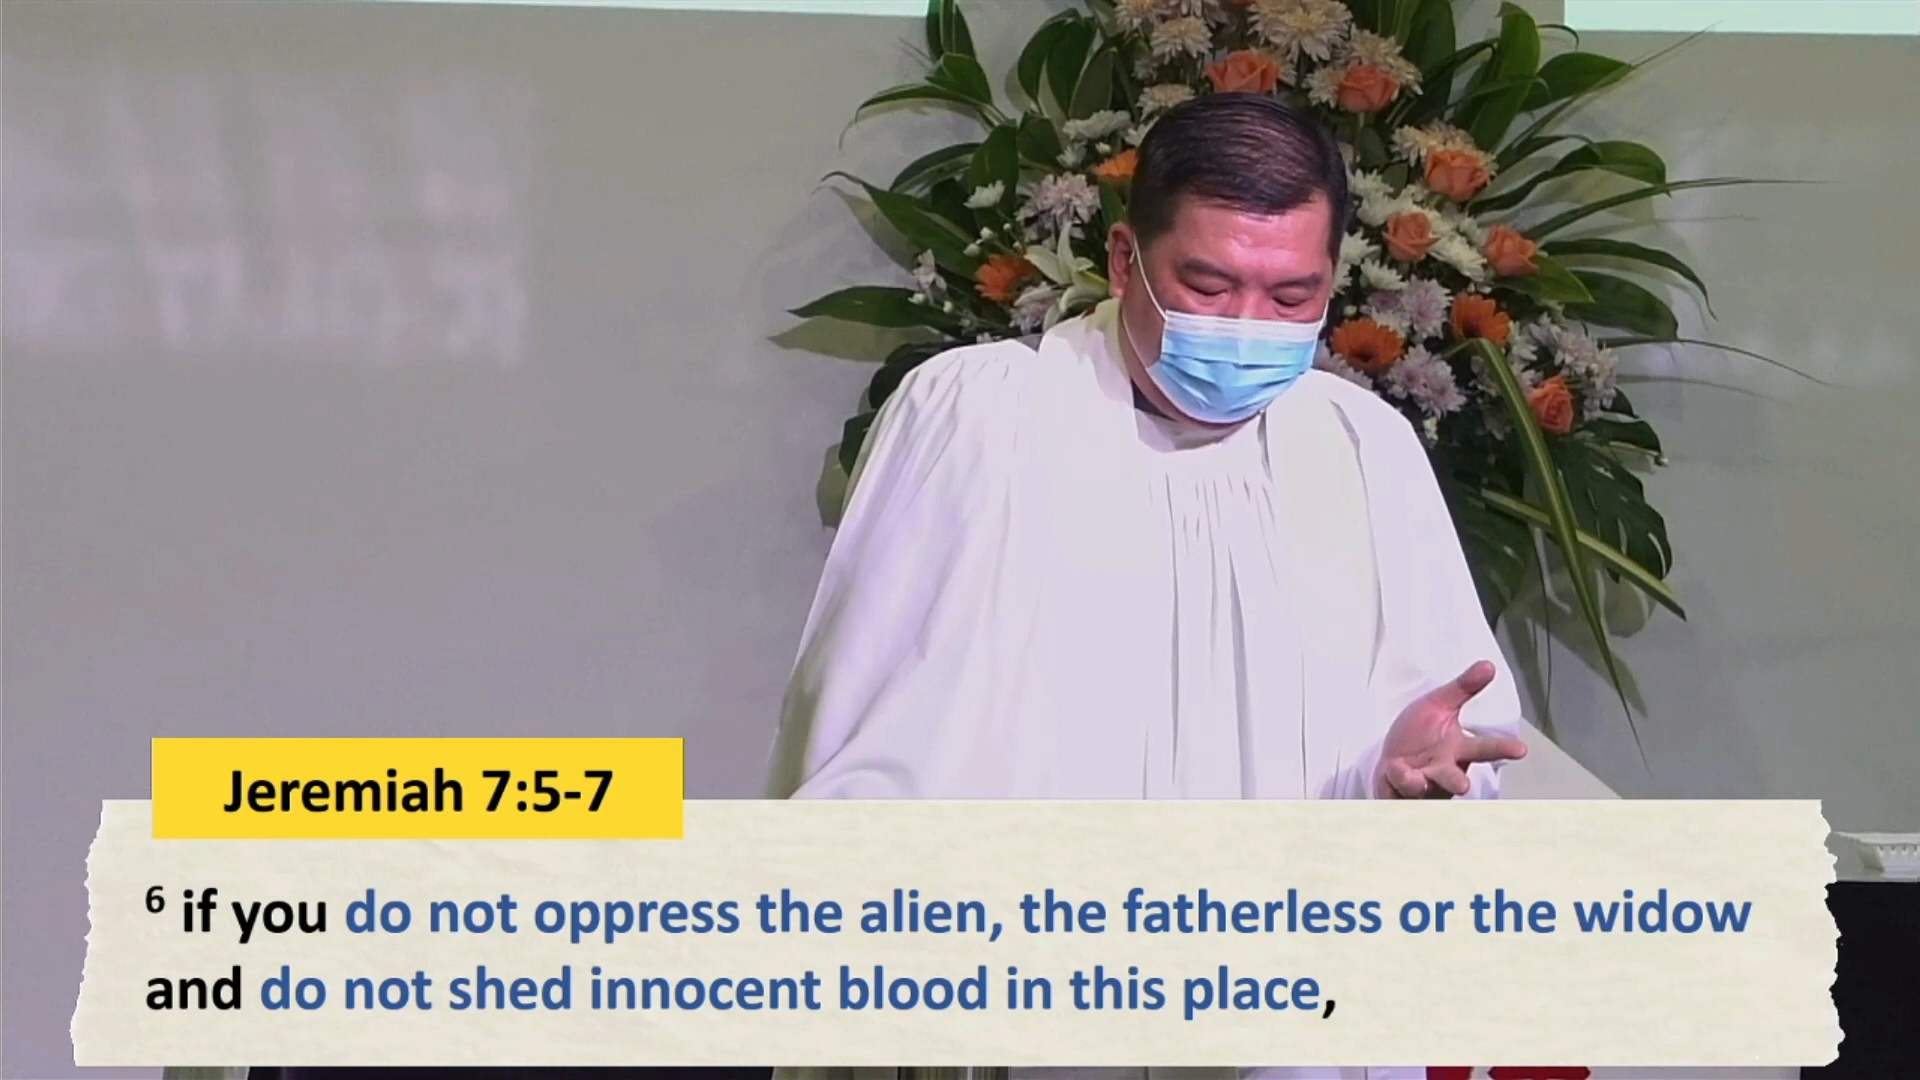 Jeremiah 7:5-7
⁶ if you do not oppress the alien, the fatherless or the widow
and do not shed innocent blood in this place,